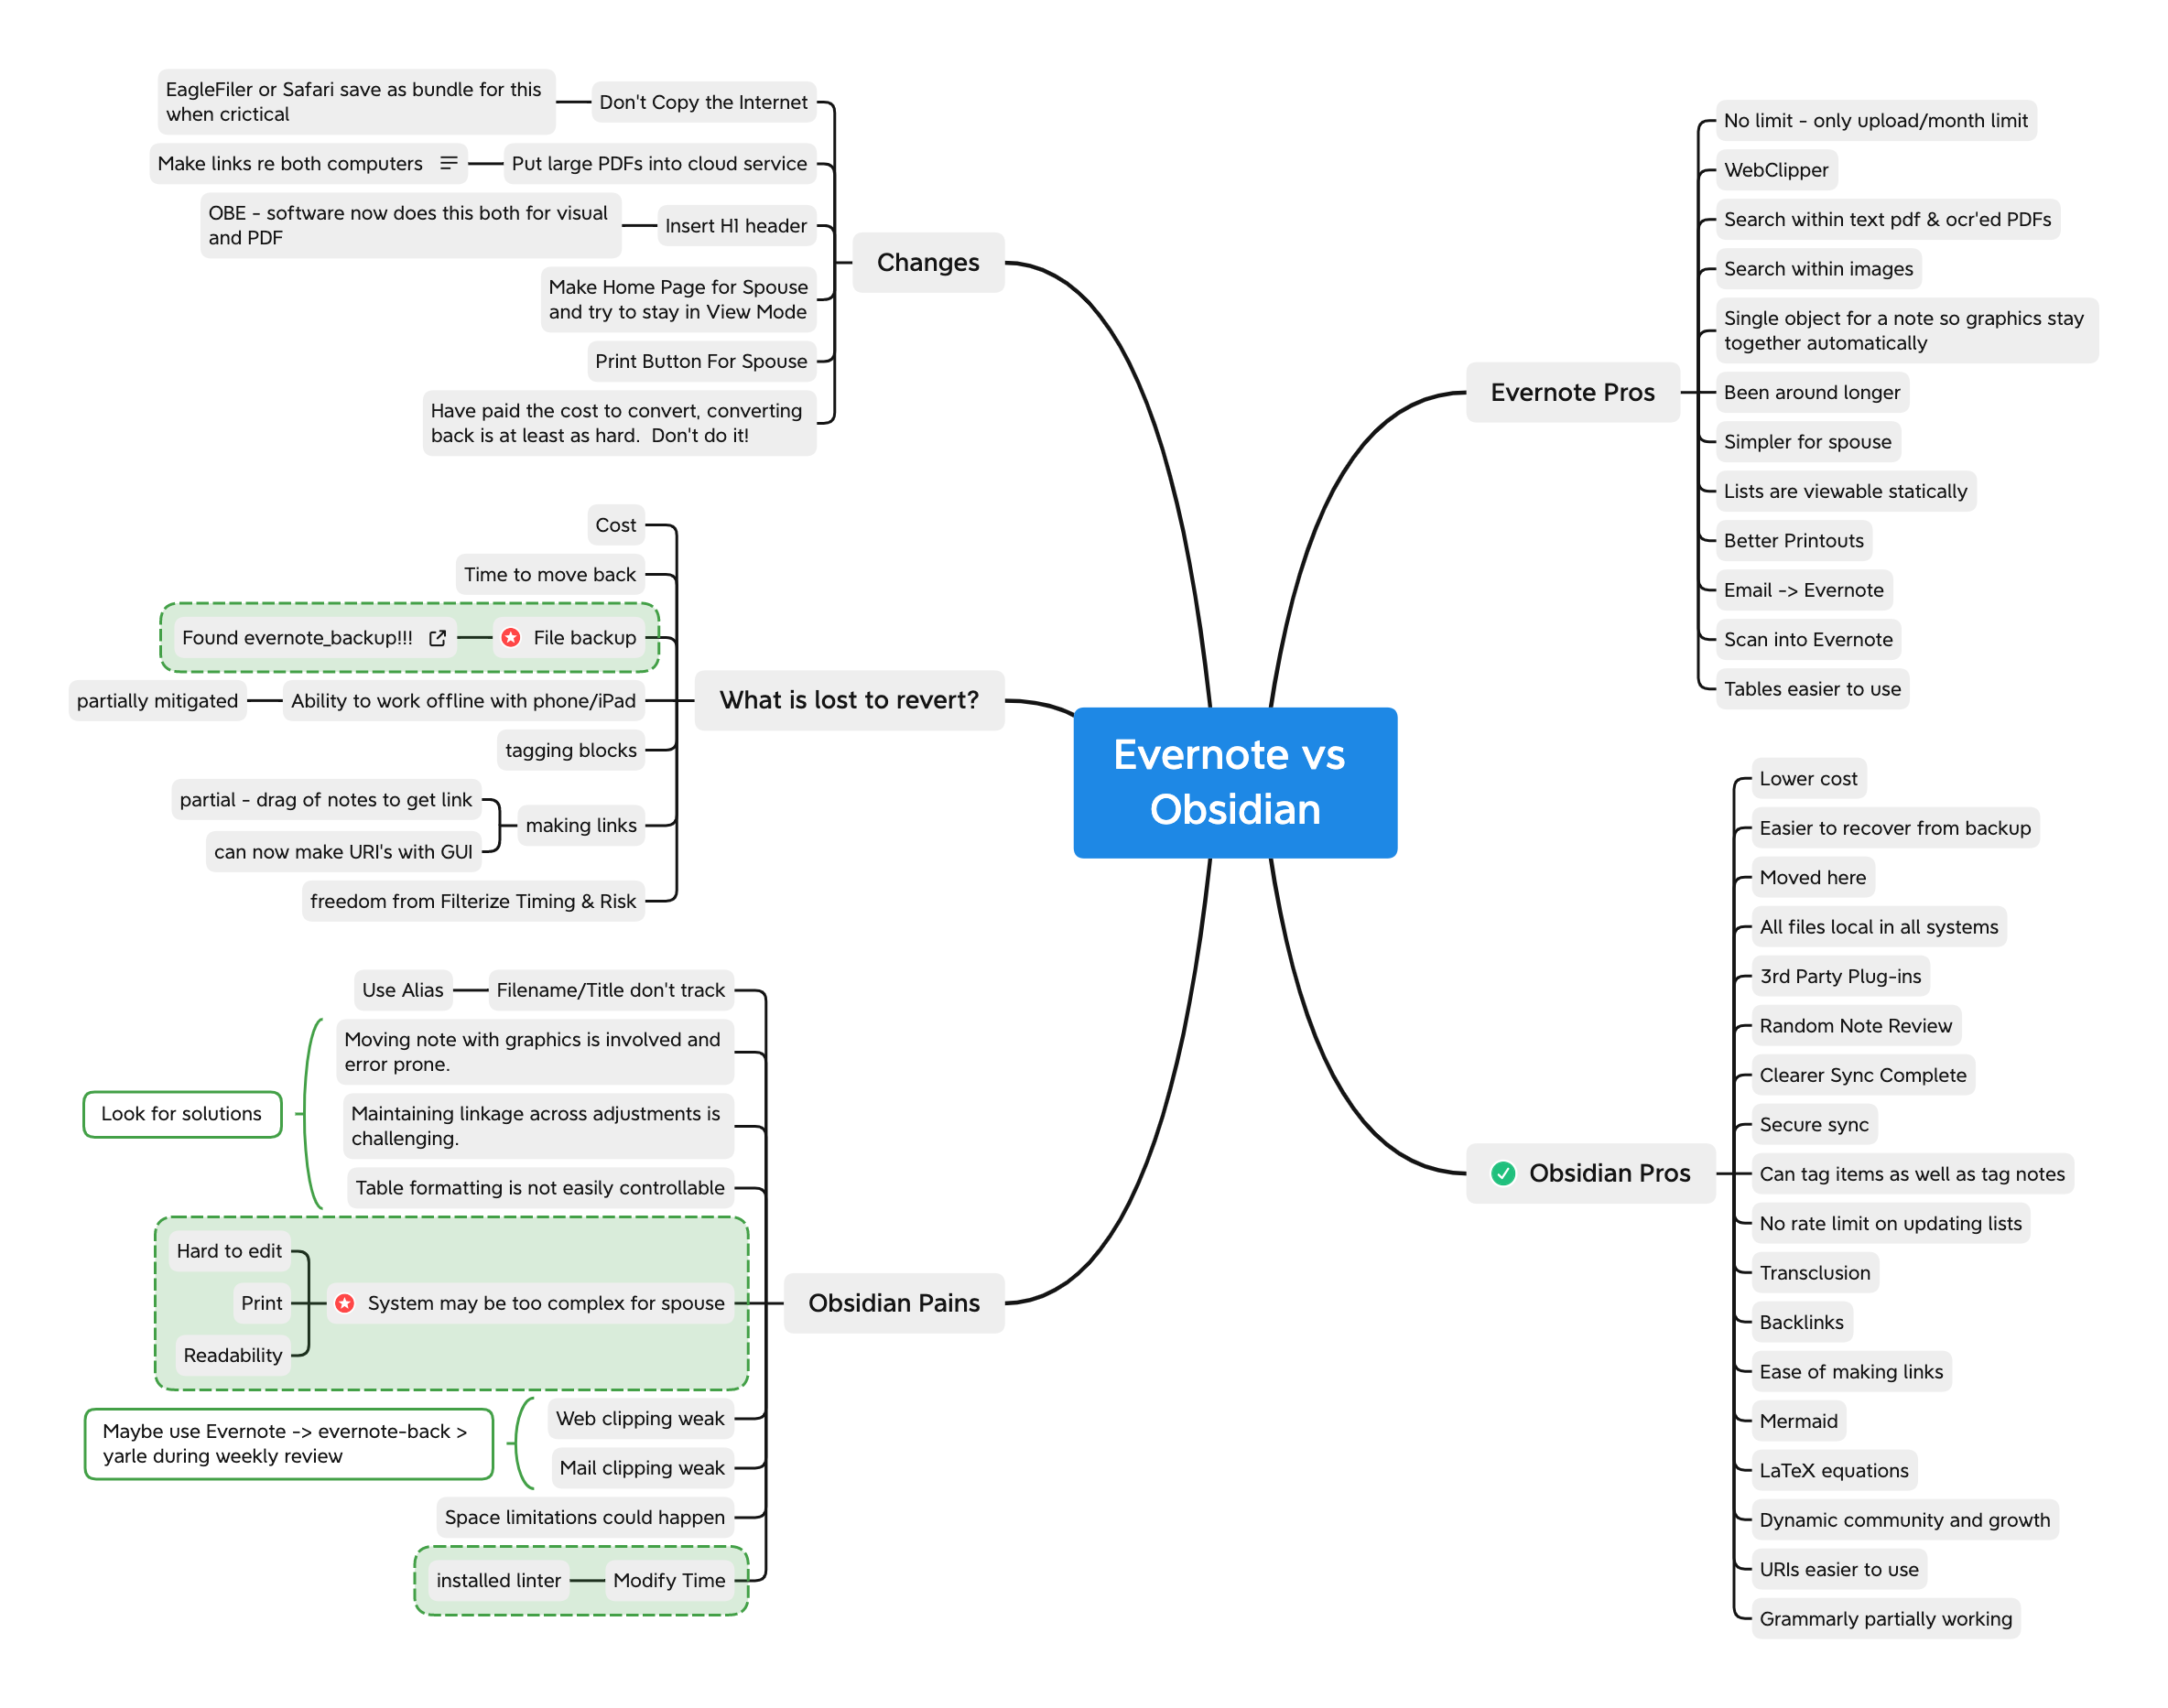 Evernote vs
Obsidian
Evernote Pros
No limit - only upload/month limit
WebClipper
Search within text pdf & ocr'ed PDFs
Search within images
Single object for a note so graphics stay
together automatically
Been around longer
Simpler for spouse
Lists are viewable statically
Better Printouts
Email -> Evernote
Scan into Evernote
Tables easier to use
Obsidian Pros
Lower cost
Easier to recover from backup
Moved here
All files local in all systems
3rd Party Plug-ins
Random Note Review
Clearer Sync Complete
Secure sync
Can tag items as well as tag notes
No rate limit on updating lists
Transclusion
Backlinks
Ease of making links
Mermaid
LaTeX equations
Dynamic community and growth
URIs easier to use
Grammarly partially working
Changes
Don't Copy the Internet
EagleFiler or Safari save as bundle for this
when crictical
Put large PDFs into cloud service
Make links re both computers
Insert H1 header
OBE - software now does this both for visual
and PDF
Make Home Page for Spouse
and try to stay in View Mode
Print Button For Spouse
Have paid the cost to convert, converting
back is at least as hard.  Don't do it!
What is lost to revert?
Cost
Time to move back
File backup
Found evernote_backup!!!
Ability to work offline with phone/iPad
partially mitigated
tagging blocks
making links
partial - drag of notes to get link
can now make URI's with GUI
freedom from Filterize Timing & Risk
Obsidian Pains
Filename/Title don't track
Use Alias
Moving note with graphics is involved and
error prone.
Maintaining linkage across adjustments is
challenging.
Table formatting is not easily controllable
Look for solutions
System may be too complex for spouse
Hard to edit
Print
Readability
Web clipping weak
Mail clipping weak
Maybe use Evernote -> evernote-back >
yarle during weekly review
Space limitations could happen
Modify Time
installed linter